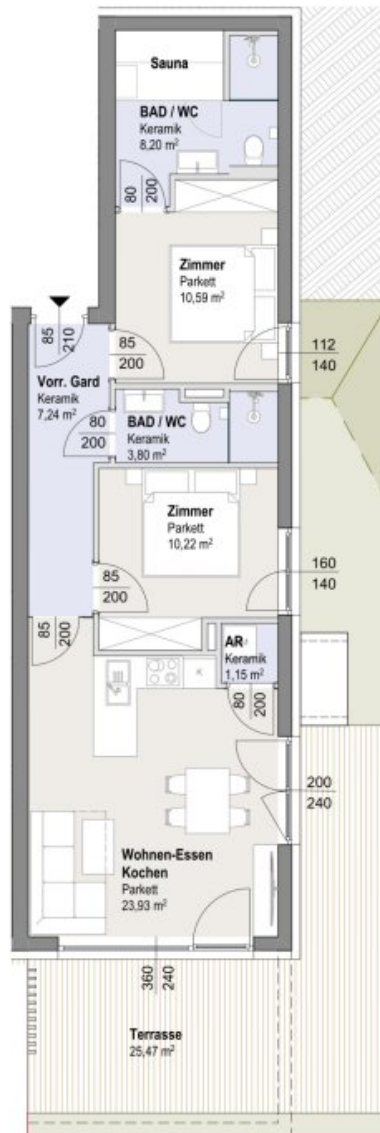 Sauna
BAD / WC
Keramik
8,20 m²
80
200
Zimmer
Parkett
10,59 m²
85
210
85
200
112
140
Vorr. Gard
Keramik
7,24 m²
80
200
BAD / WC
Keramik
3,80 m²
Zimmer
Parkett
10,22 m²
160
140
85
200
85
200
AR
Keramik
1,15 m²
K
80
200
200
240
Wohnen-Essen
Kochen
Parkett
23,93 m²
360
240
Terrasse
25,47 m²